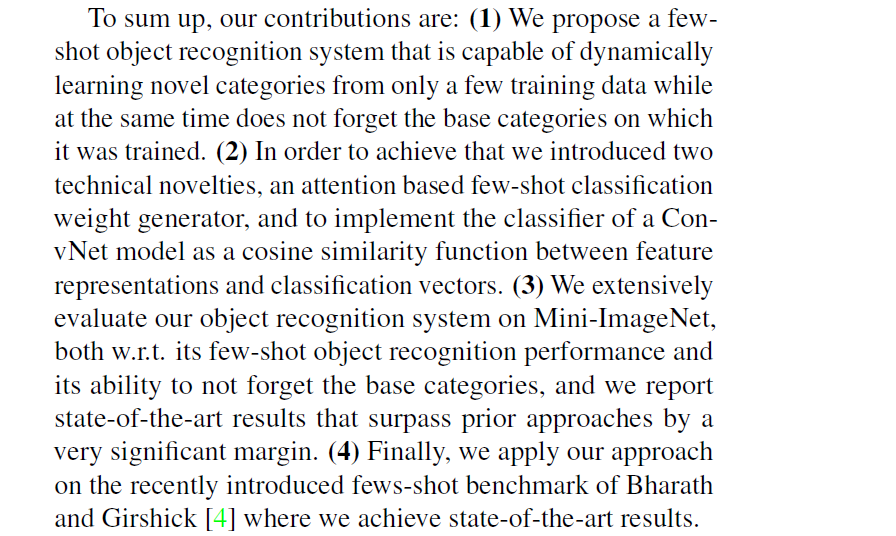 To sum up, our contributions are: (1) We propose a few-
shot object recognition system that is capable of dynamically
learning novel categories from only a few training data while
at the same time does not forget the base categories on which
it was trained. (2) In order to achieve that we introduced two
technical novelties, an attention based few-shot classification
weight generator, and to implement the classifier of a Con-
vNet model as a cosine similarity function between feature
representations and classification vectors. (3) We extensively
evaluate our object recognition system on Mini-ImageNet,
both w.r.t. its few-shot object recognition performance and
its ability to not forget the base categories, and we report
state-of-the-art results that surpass prior approaches by a
very significant margin. (4) Finally, we apply our approach
on the recently introduced fews-shot benchmark of Bharath
and Girshick [4] where we achieve state-of-the-art results.